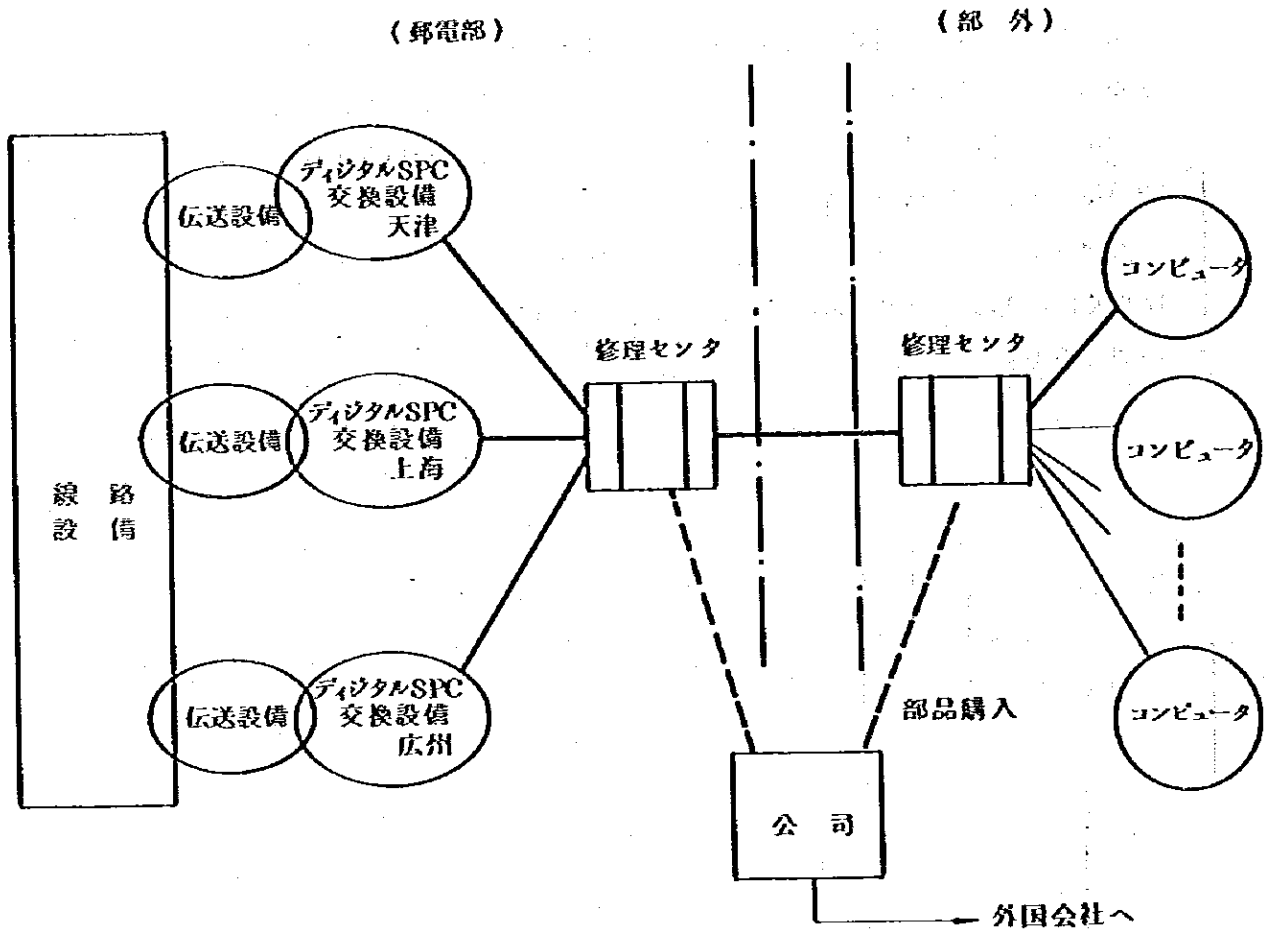 （郵電部）
（部 外）
ディジタルSPC
交換設備
天津
伝送設備
コンピュータ
修理センタ
修理センタ
ディジタルSPC
交換設備
上海
伝送設備
コンピュータ
線 路
設 備
ディジタルSPC
交換設備
広州
伝送設備
部品購入
コンピュータ
公 司
外国会社へ